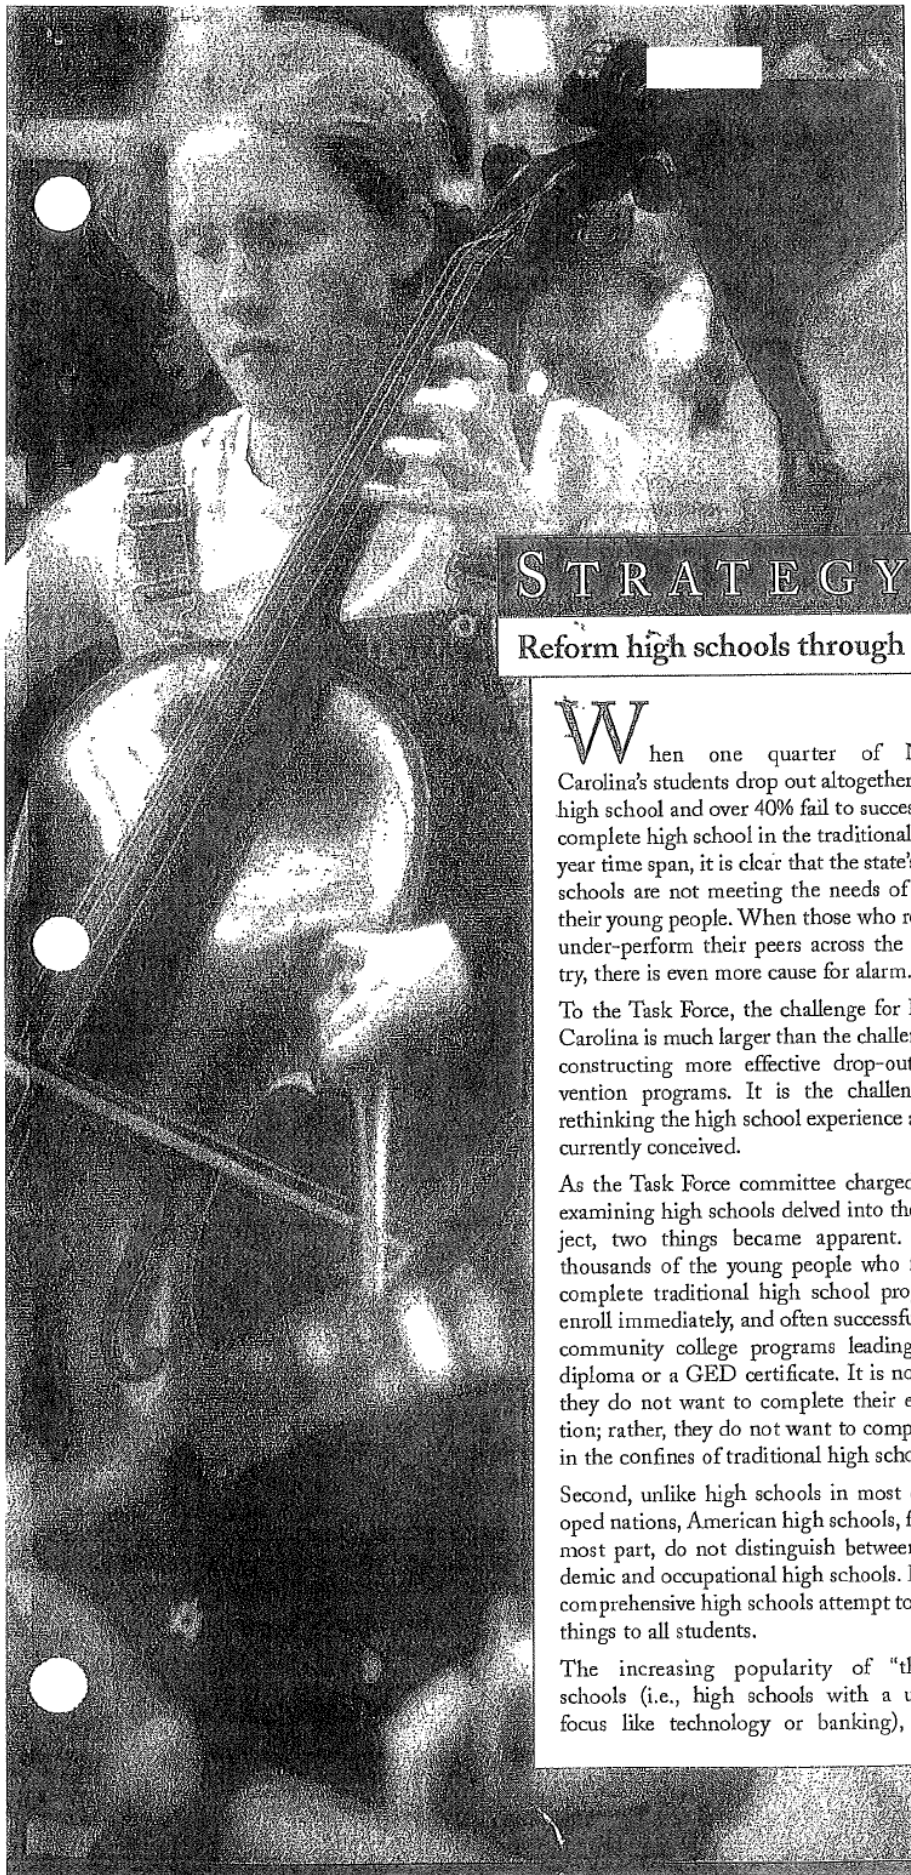 STRATEGY
Reform high schools through
When one quarter of N
Carolina's students drop out altogether
high school and over 40% fail to succes
complete high school in the traditional
year time span, it is clear that the state'
schools are not meeting the needs of
their young people. When those who re
under-perform their peers across the
try, there is even more cause for alarm.
To the Task Force, the challenge for
Carolina is much larger than the challe
constructing more effective drop-out
vention programs. It is the challen
rethinking the high school experience a
currently conceived.
As the Task Force committee charged
examining high schools delved into the
ject, two things became apparent.
thousands of the young people who
complete traditional high school pro
enroll immediately, and often successfu
community college programs leading
diploma or a GED certificate. It is no
they do not want to complete their e
tion; rather, they do not want to comp
in the confines of traditional high scho
Second, unlike high schools in most
oped nations, American high schools, f
most part, do not distinguish between
demic and occupational high schools. I
comprehensive high schools attempt to
things to all students.
The increasing popularity of "th
schools (i.e., high schools with a u
focus like technology or banking),